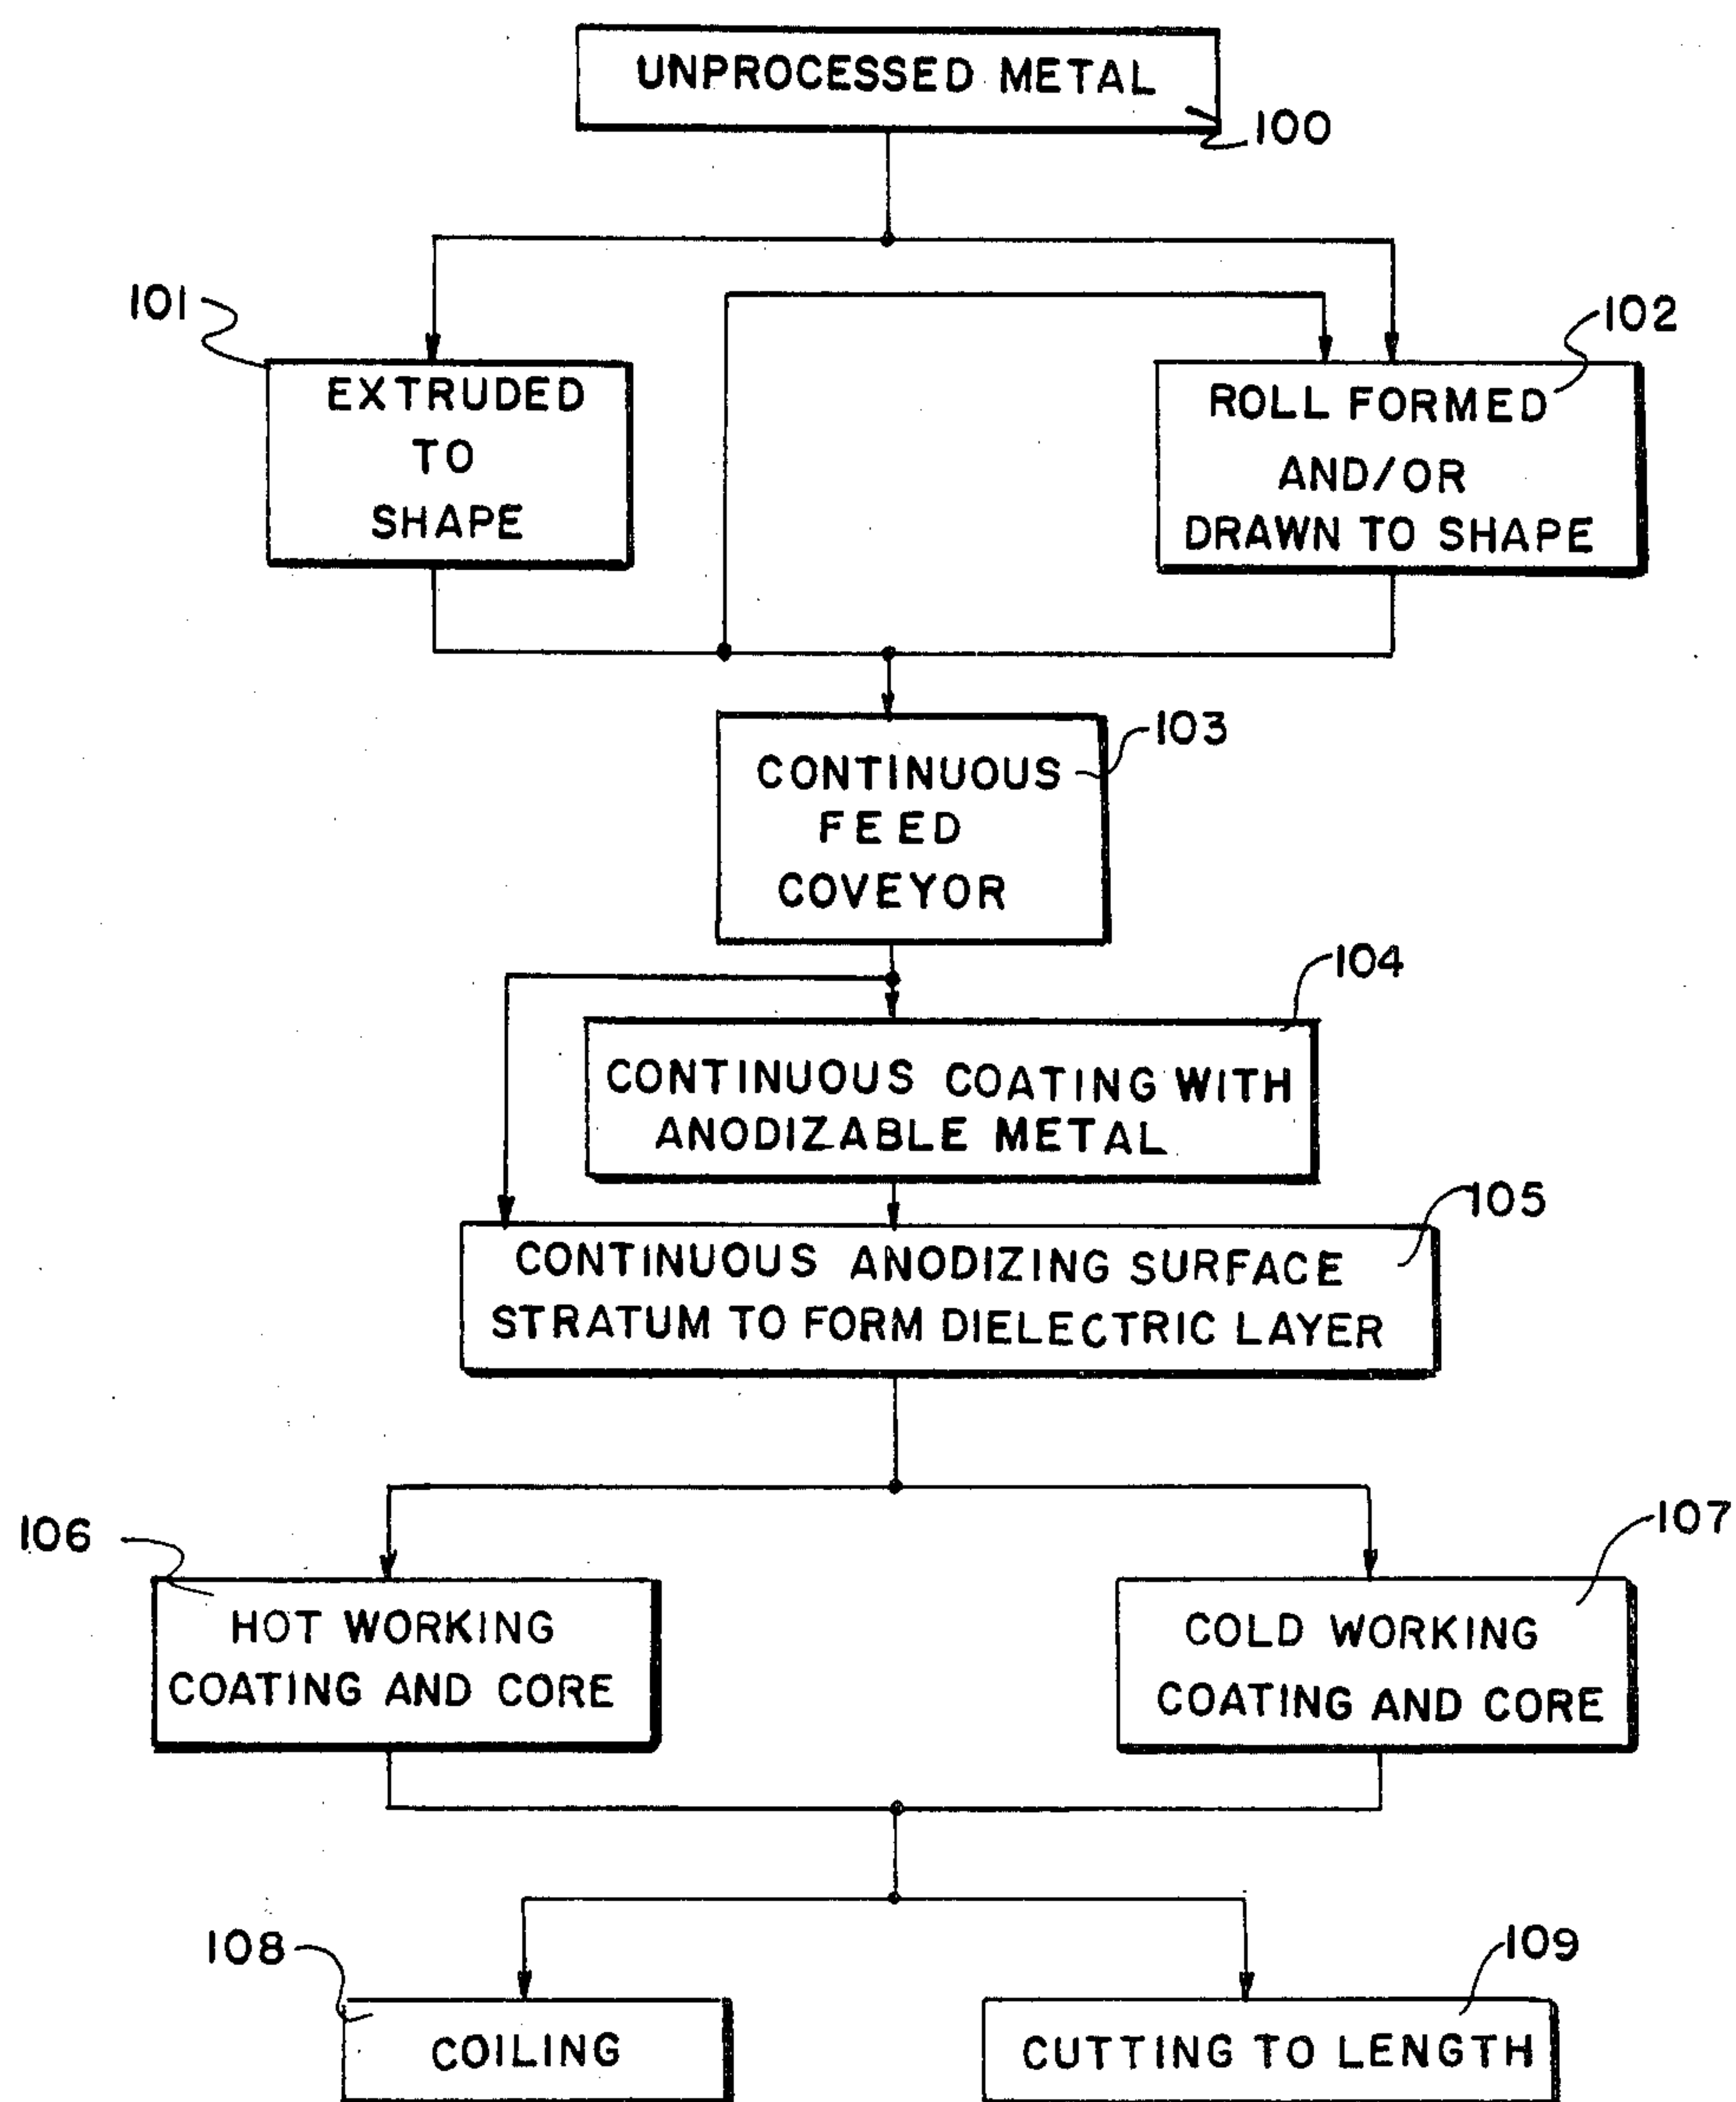 UNPROCESSED METAL
100
101
EXTRUDED
TO
SHAPE
102
ROLL FORMED
AND/OR
DRAWN TO SHAPE
103
CONTINUOUS
FEED
COVEYOR
104
CONTINUOUS COATING WITH
ANODIZABLE METAL
105
CONTINUOUS ANODIZING SURFACE
STRATUM TO FORM DIELECTRIC LAYER
106
HOT WORKING
COATING AND CORE
107
COLD WORKING
COATING AND CORE
108
COILING
109
CUTTING TO LENGTH